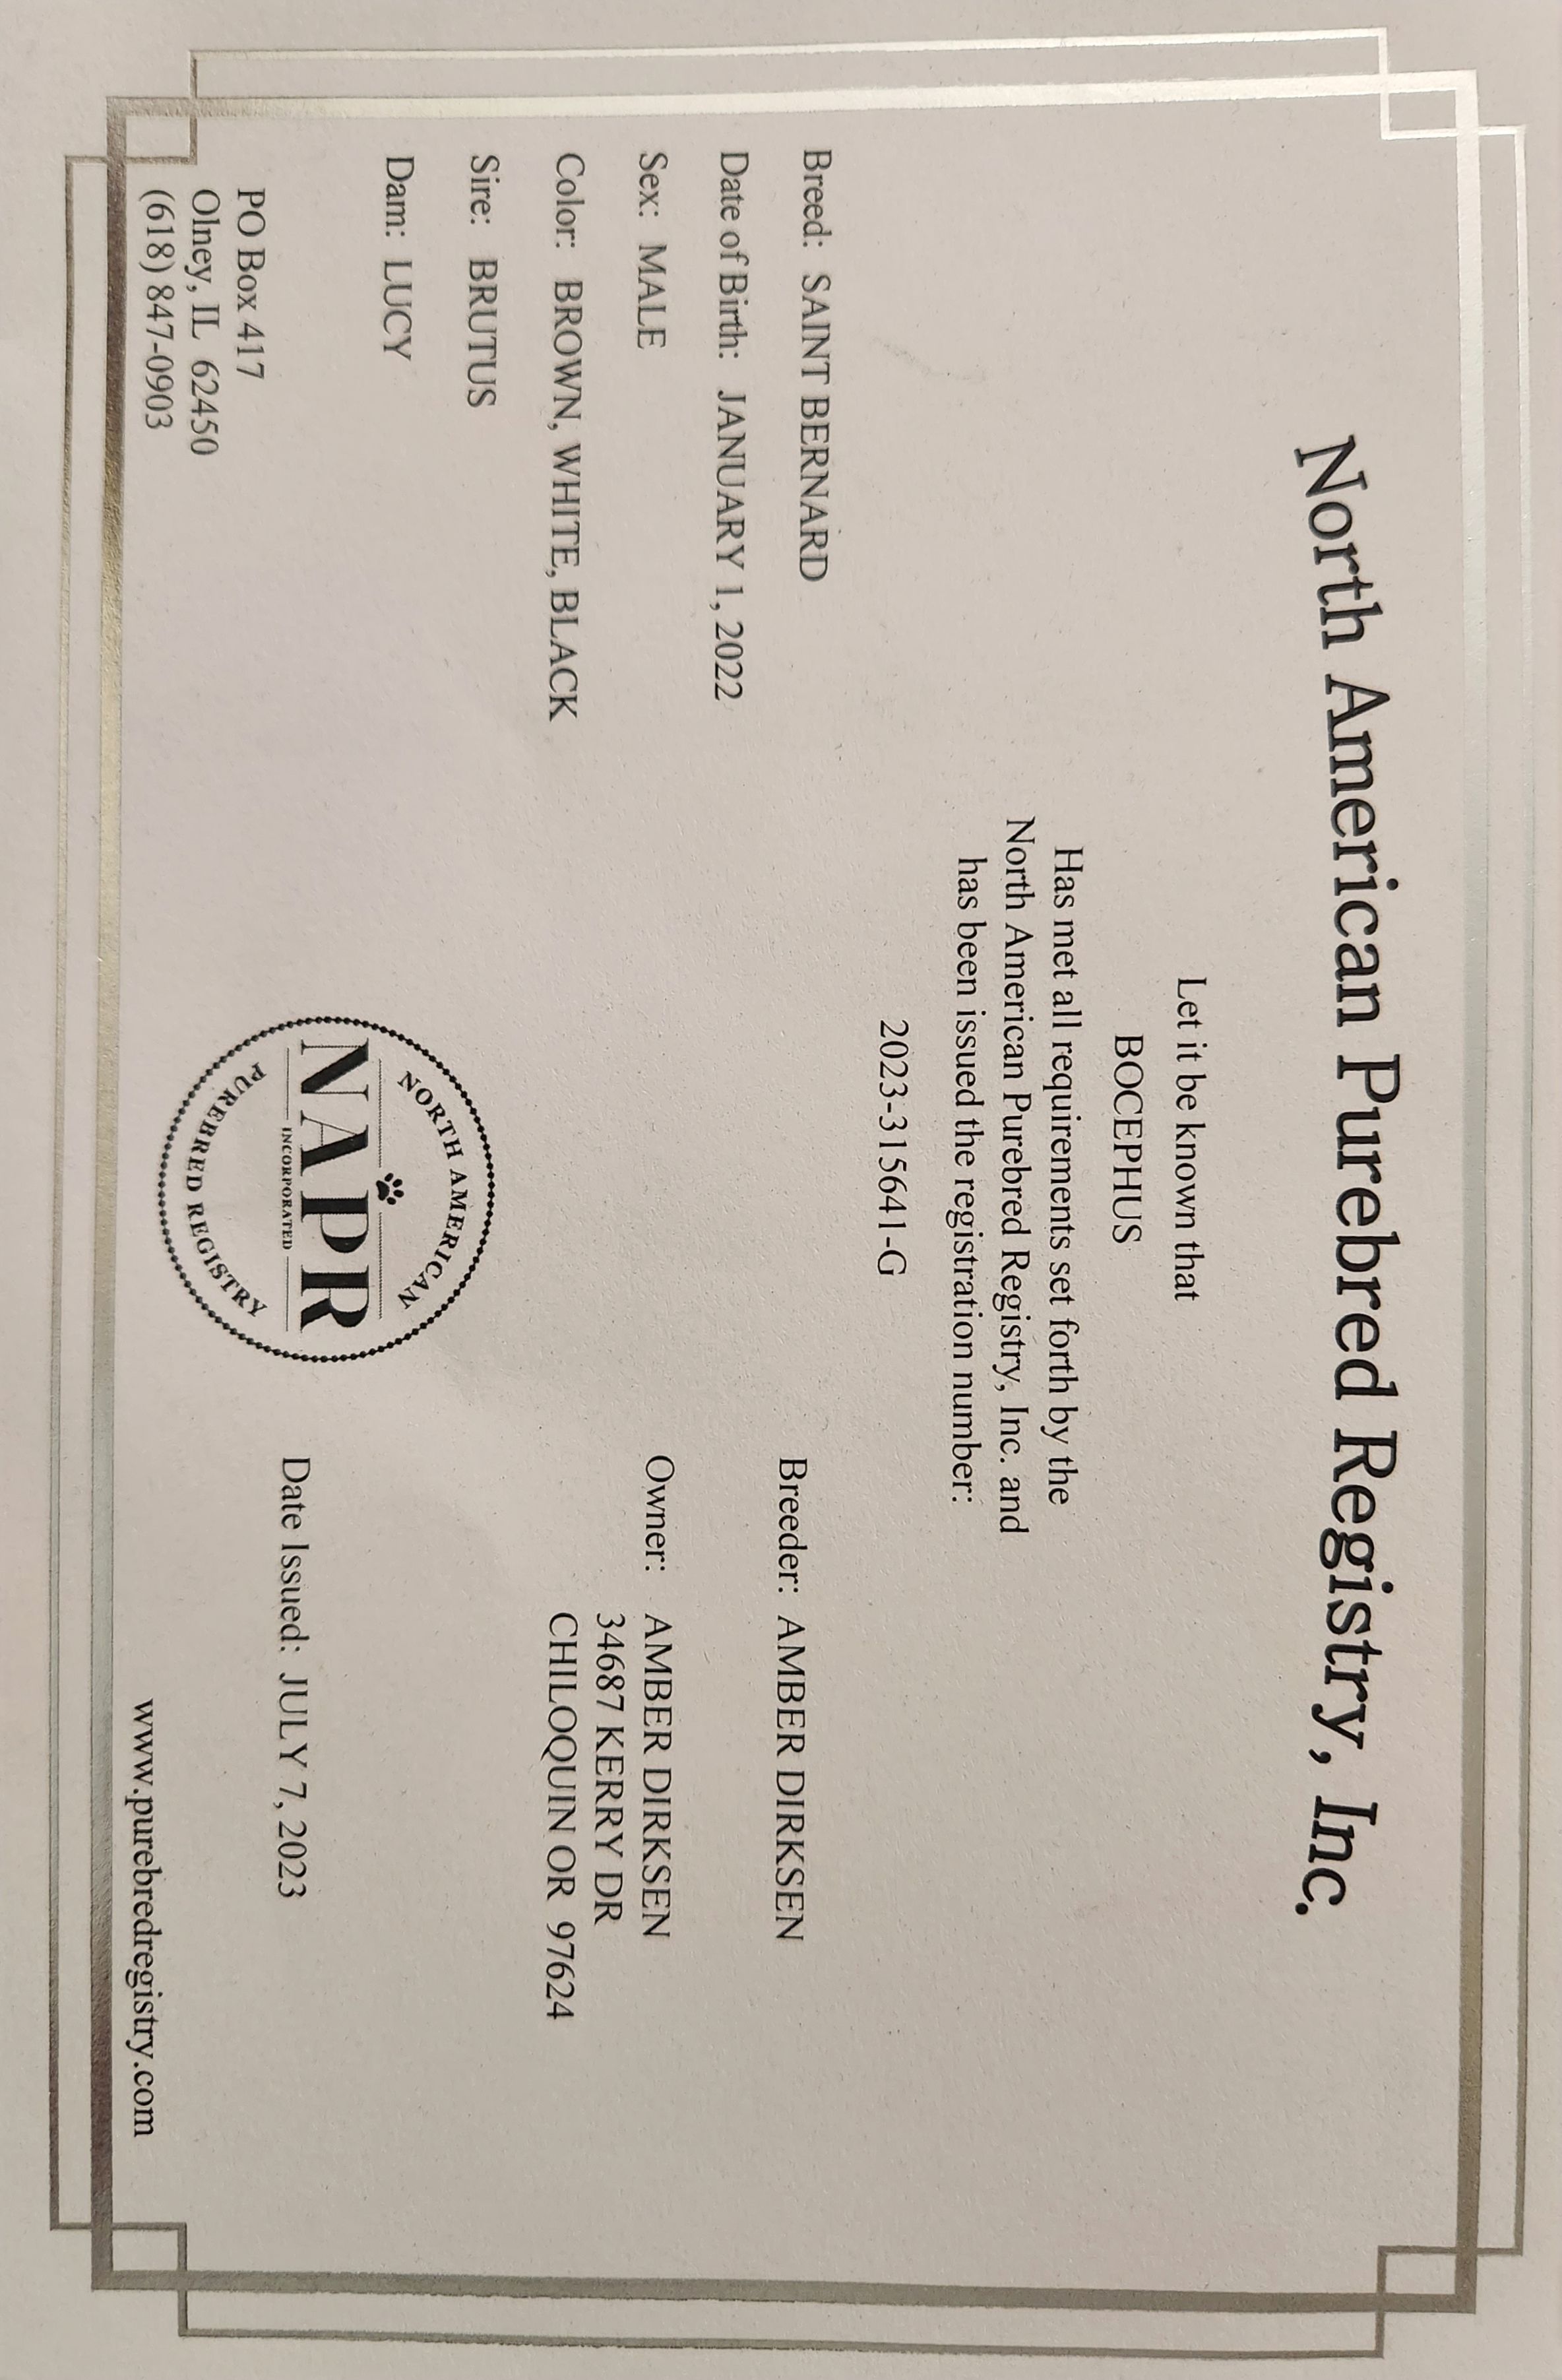 North American Purebred Registry, Inc.
Let it be known that
BOCEPHUS
Has met all requirements set forth by the
North American Purebred Registry, Inc. and
has been issued the registration number:
2023-315641-G
Breed: SAINT BERNARD
Date of Birth: JANUARY 1, 2022
Sex: MALE
Color: BROWN, WHITE, BLACK
Sire: BRUTUS
Dam: LUCY
Breeder: AMBER DIRKSEN
Owner: AMBER DIRKSEN
34687 KERRY DR
CHILOQUIN OR 97624
PO Box 417
Olney, IL 62450
(618) 847-0903
NORTH AMERICAN
NAPR
INCORPORATED
PUREBRED REGISTRY
Date Issued: JULY 7, 2023
www.purebredregistry.com